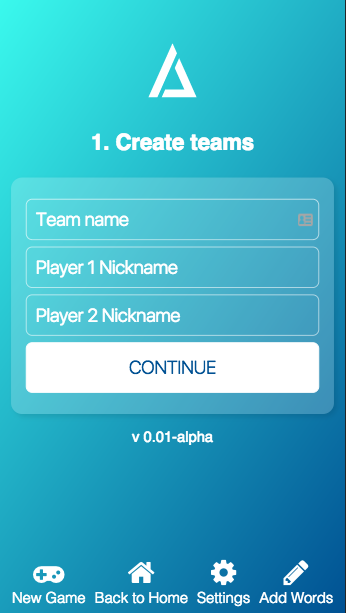 1. Create teams
Team name
Player 1 Nickname
Player 2 Nickname
CONTINUE
v 0.01-alpha
New Game Back to Home Settings Add Words